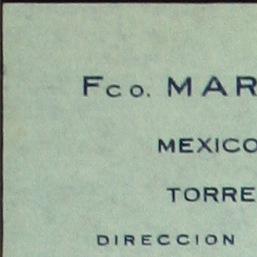 Fco. MAR
MEXICO
TORRE
DIRECCION